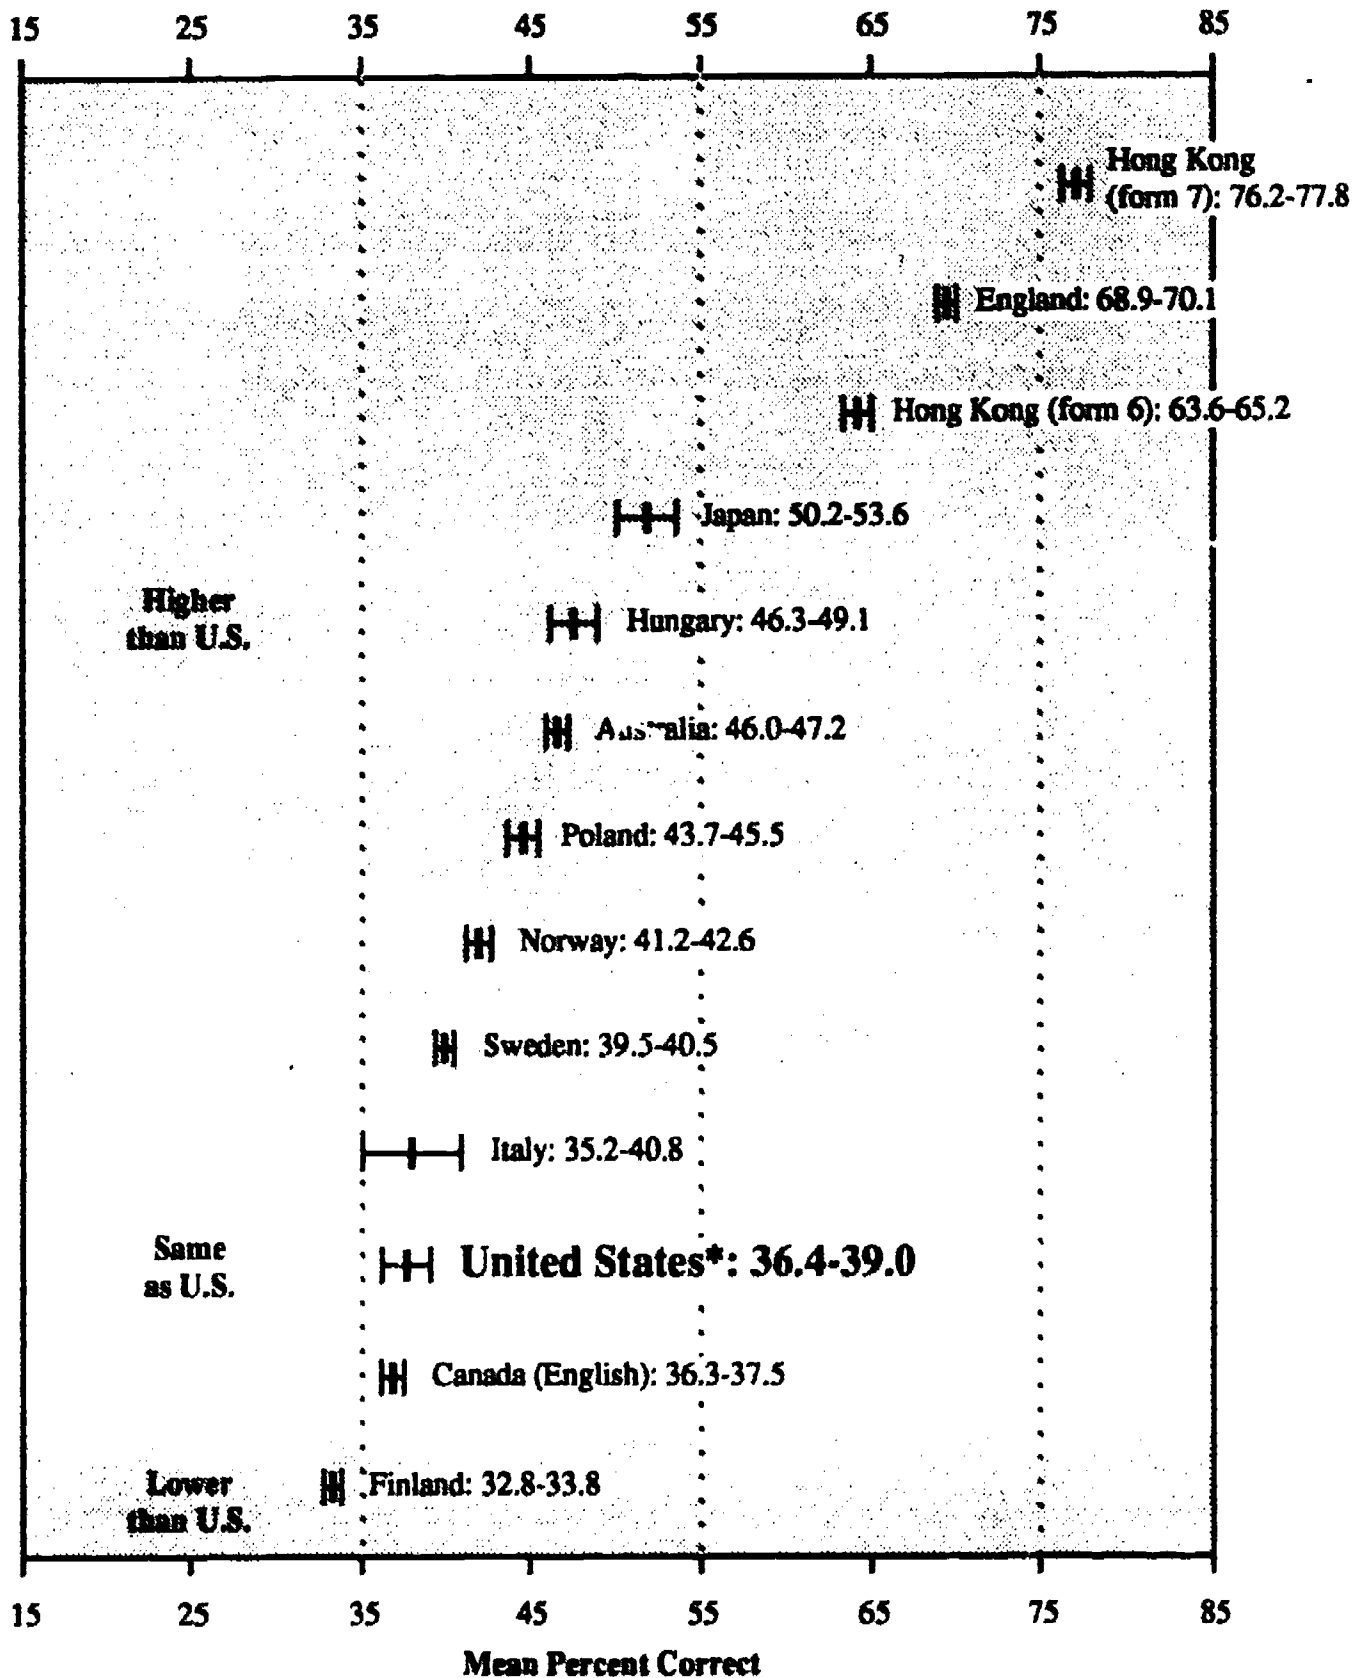 15 25 35 45 55 65 75 85
Hong Kong
(form 7): 76.2-77.8
England: 68.9-70.1
Hong Kong (form 6): 63.6-65.2
Japan: 50.2-53.6
Higher
than U.S.
Hungary: 46.3-49.1
Australia: 46.0-47.2
Poland: 43.7-45.5
Norway: 41.2-42.6
Sweden: 39.5-40.5
Italy: 35.2-40.8
Same
as U.S.
United States*: 36.4-39.0
Canada (English): 36.3-37.5
Lower
than U.S.
Finland: 32.8-33.8
15 25 35 45 55 65 75 85
Mean Percent Correct